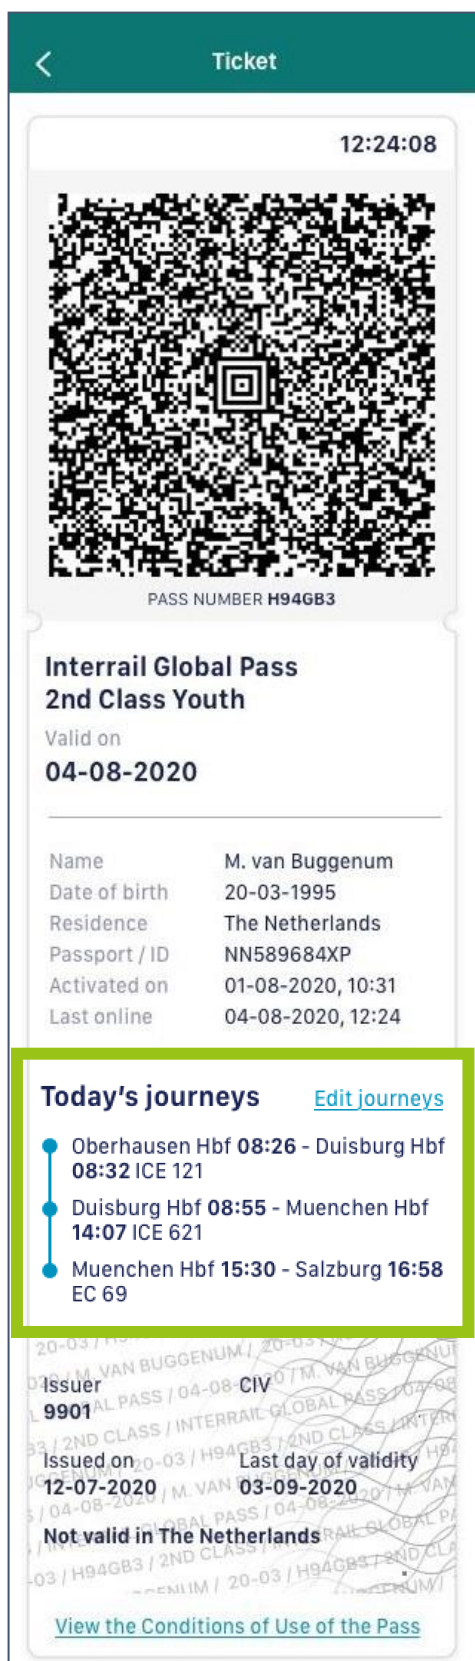 Ticket
12:24:08
PASS NUMBER H94GB3
Interrail Global Pass
2nd Class Youth
Valid on
04-08-2020
Name M. van Buggenum
Date of birth 20-03-1995
Residence The Netherlands
Passport / ID NN589684XP
Activated on 01-08-2020, 10:31
Last online 04-08-2020, 12:24
Today's journeys Edit journeys
Oberhausen Hbf 08:26 - Duisburg Hbf
08:32 ICE 121
Duisburg Hbf 08:55 - Muenchen Hbf
14:07 ICE 621
Muenchen Hbf 15:30 - Salzburg 16:58
EC 69
Issuer CIV
9901
Issued on Last day of validity
12-07-2020 03-09-2020
Not valid in The Netherlands
View the Conditions of Use of the Pass